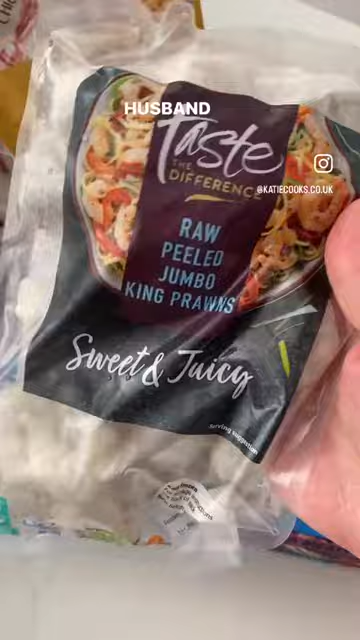 HUSBAND
Taste
THE
DIFFERENCE
@KATIECOOKS.CO.UK
RAW
PEELED
JUMBO
KING PRAWNS
Sweet & Juicy
Serving suggestion